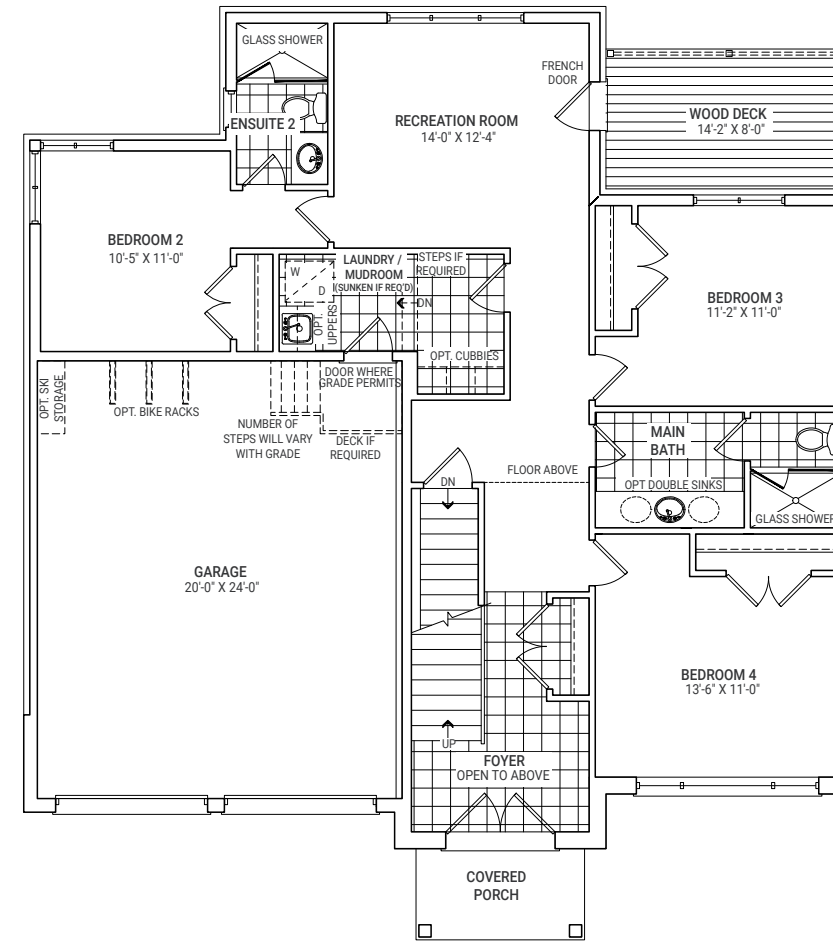 GLASS SHOWER
ENSUITE 2
RECREATION ROOM
14'-0" X 12'-4"
FRENCH
DOOR
WOOD DECK
14'-2" X 8'-0"
BEDROOM 2
10'-5" X 11'-0"
W
D
LAUNDRY /
MUDROOM
(SUNKEN IF REQ'D)
STEPS IF
REQUIRED
DN
OPT.
UPPERS
OPT. CUBBIES
BEDROOM 3
11'-2" X 11'-0"
OPT. SKI
STORAGE
OPT. BIKE RACKS
NUMBER OF
STEPS WILL VARY
WITH GRADE
DOOR WHERE
GRADE PERMITS
DECK IF
REQUIRED
MAIN
BATH
OPT DOUBLE SINKS
GLASS SHOWER
FLOOR ABOVE
DN
GARAGE
20'-0" X 24'-0"
BEDROOM 4
13'-6" X 11'-0"
UP
FOYER
OPEN TO ABOVE
COVERED
PORCH